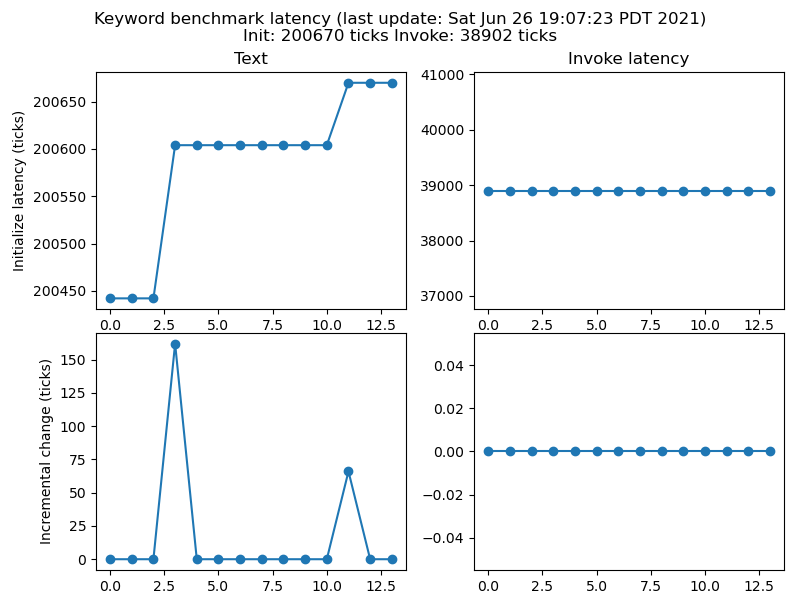 Keyword benchmark latency (last update: Sat Jun 26 19:07:23 PDT 2021)
Init: 200670 ticks Invoke: 38902 ticks
Text
Invoke latency
Initialize latency (ticks)
200650
200600
200550
200500
200450
0.0 2.5 5.0 7.5 10.0 12.5
41000
40000
39000
38000
37000
0.0 2.5 5.0 7.5 10.0 12.5
Incremental change (ticks)
150
125
100
75
50
25
0
0.0 2.5 5.0 7.5 10.0 12.5
0.04
0.02
0.00
−0.02
−0.04
0.0 2.5 5.0 7.5 10.0 12.5